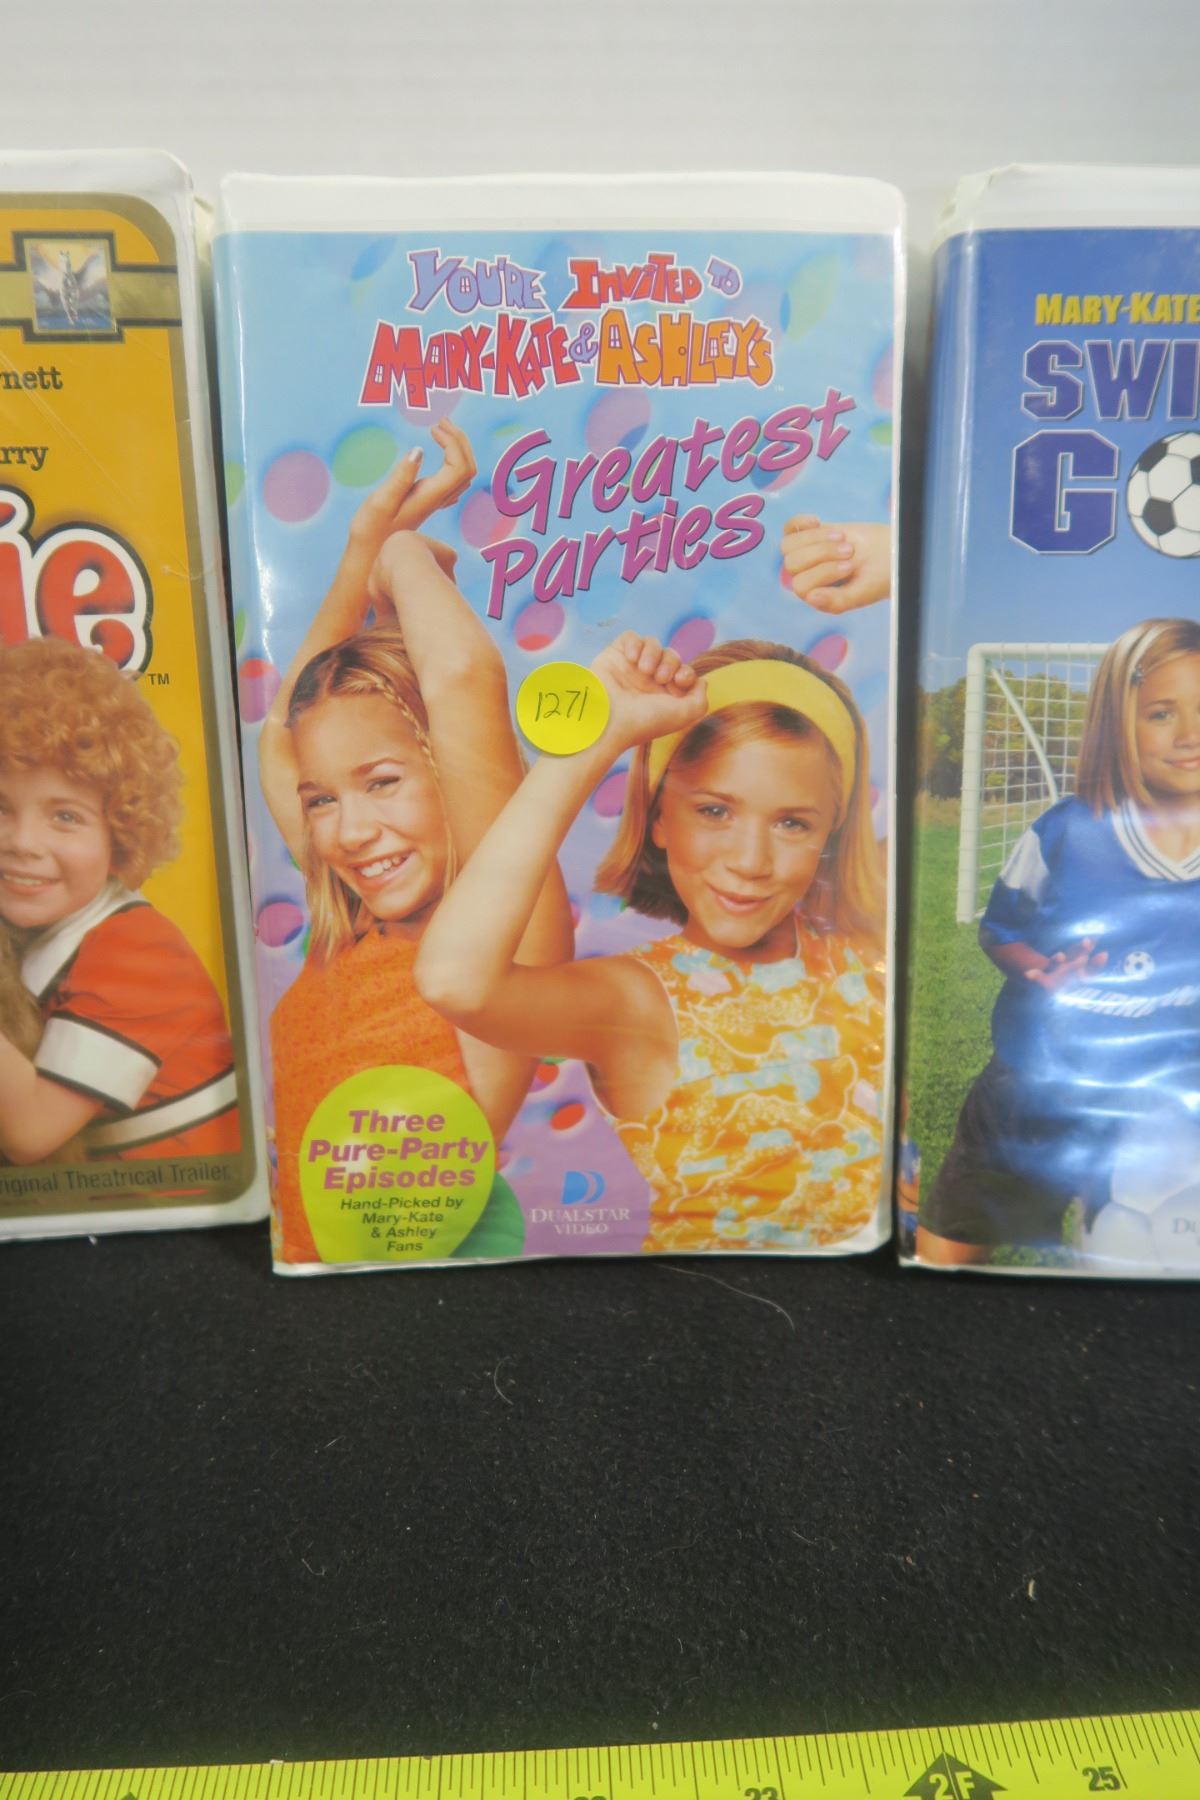 nett
rry
ie
TM
riginal Theatrical Trailer.
YOU'RE INVITED TO
MARY-KATE & ASHLEY'S
Greatest
Parties
1271
Three
Pure-Party
Episodes
Hand-Picked by
Mary-Kate
& Ashley
Fans
DUALSTAR
VIDEO
MARY-KATE
SWI
GO
23
2F
25